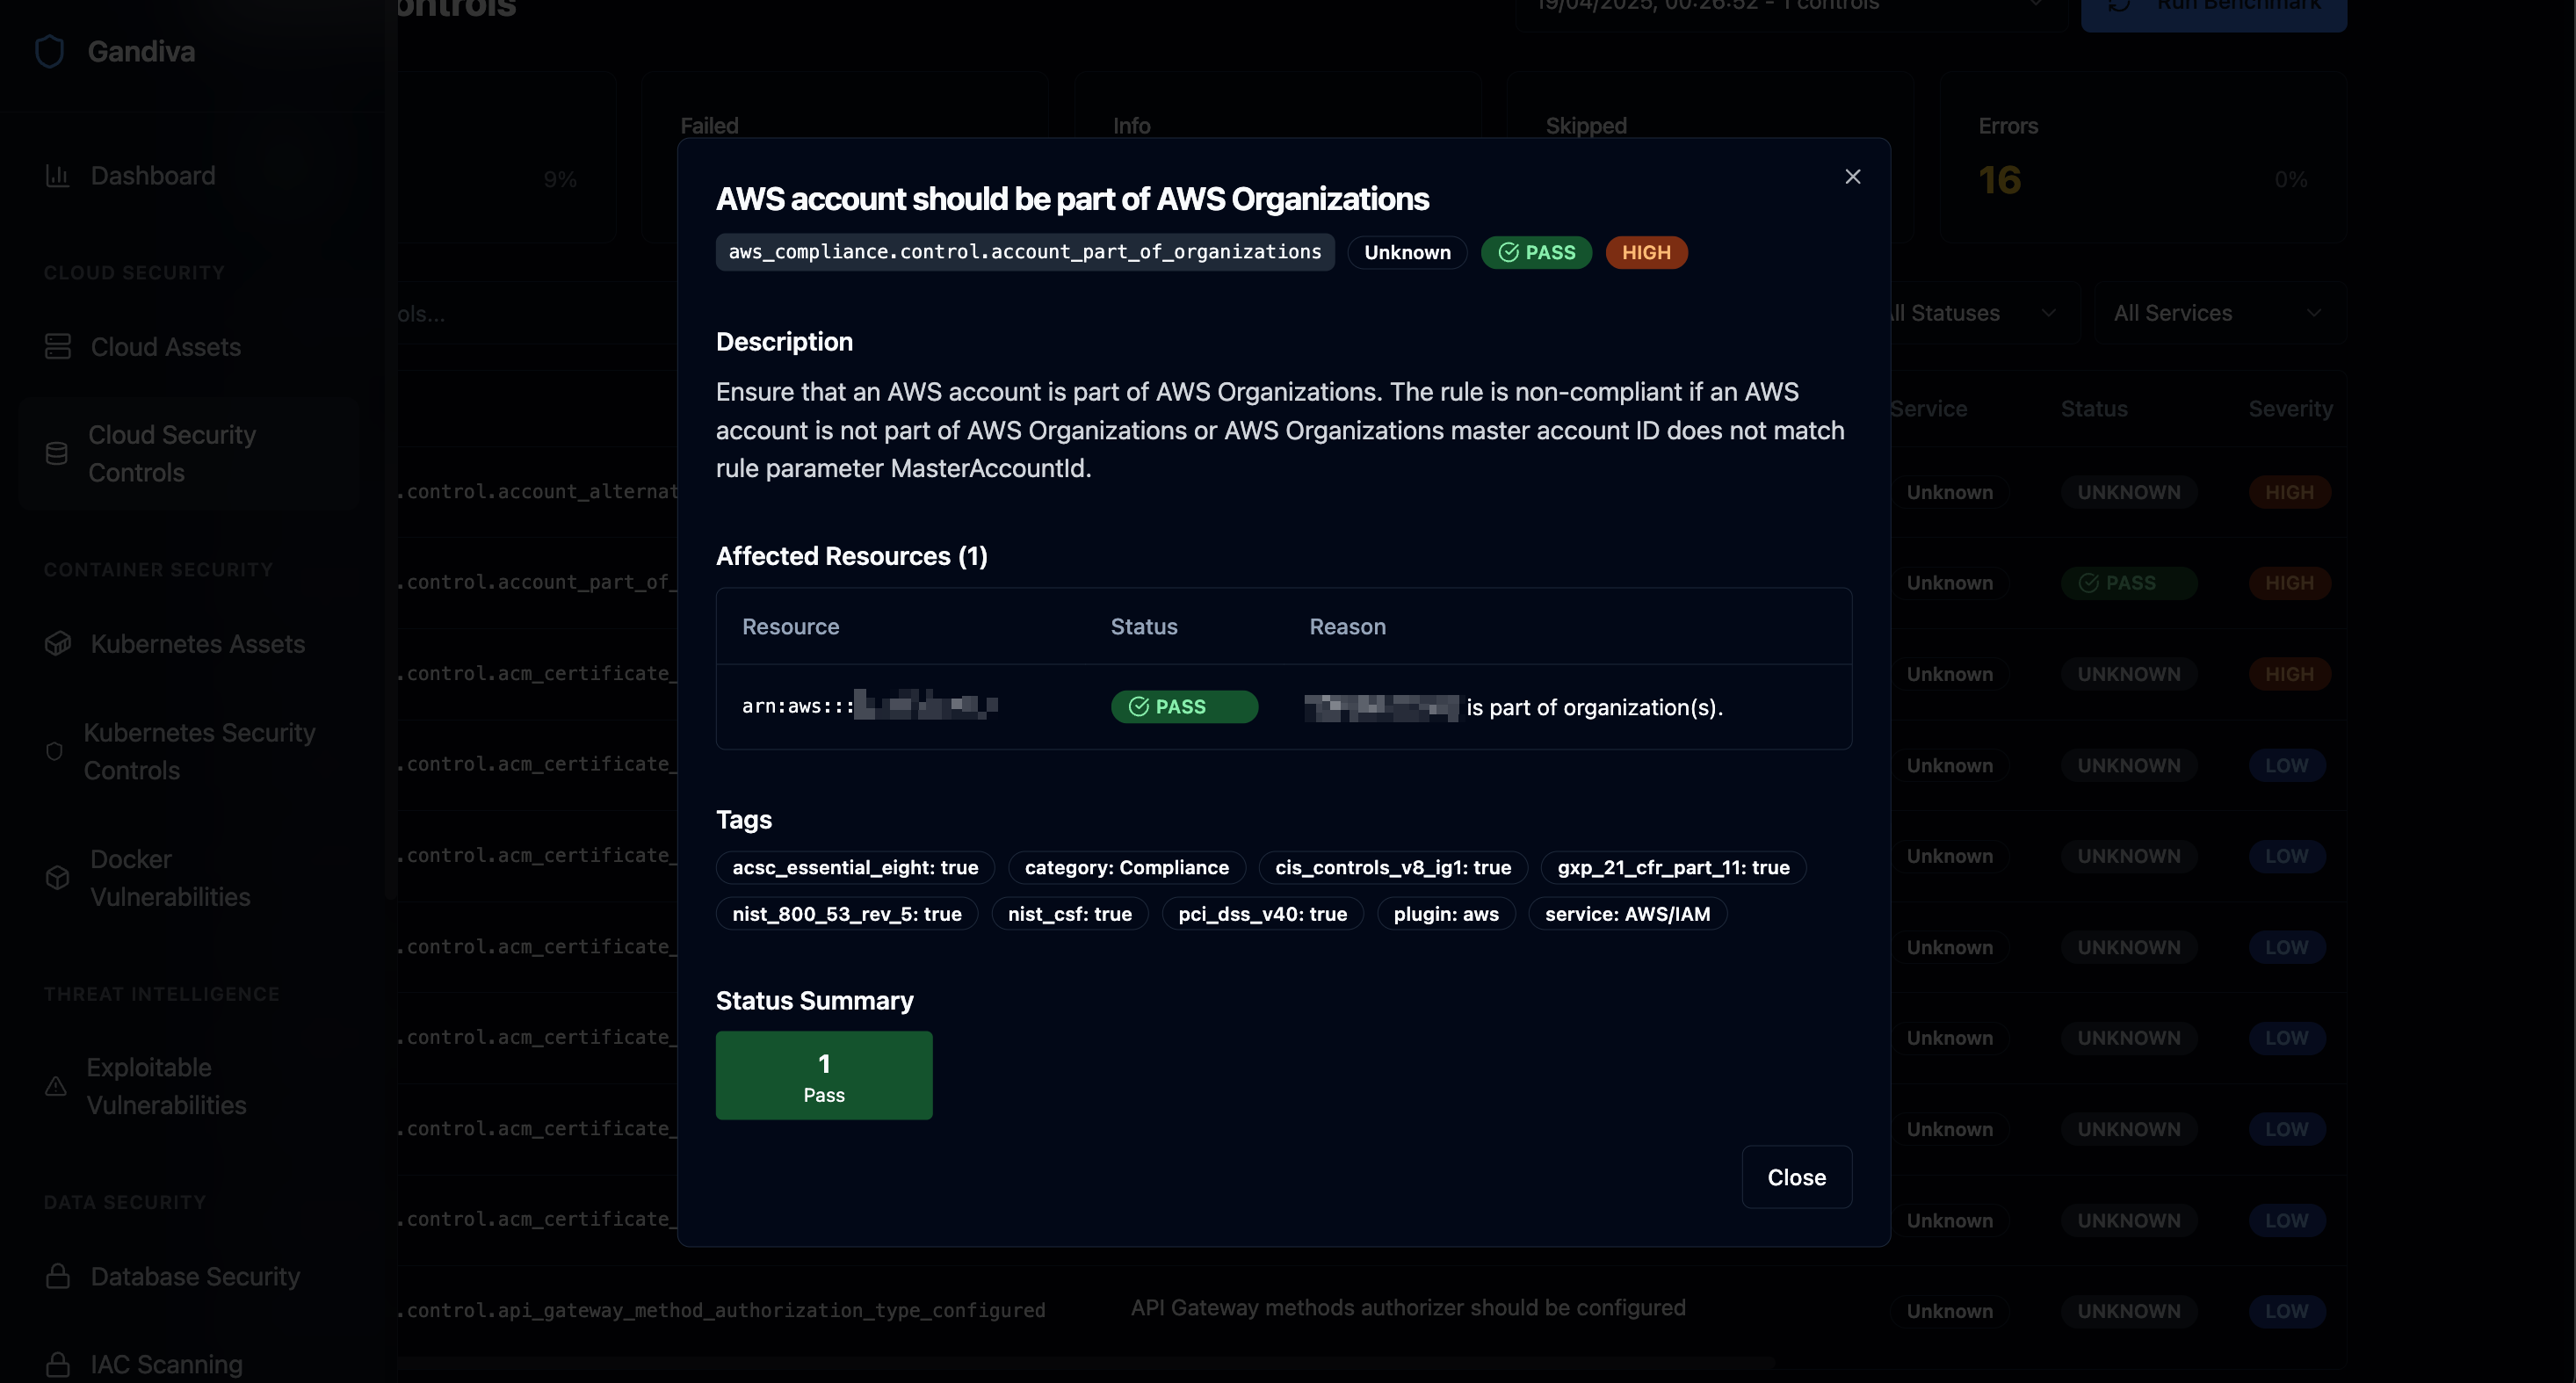 Gandiva
Dashboard
CLOUD SECURITY
Cloud Assets
Cloud Security
Controls
CONTAINER SECURITY
Kubernetes Assets
Kubernetes Security
Controls
Docker
Vulnerabilities
THREAT INTELLIGENCE
Exploitable
Vulnerabilities
DATA SECURITY
Database Security
IAC Scanning
ontrols
19/04/2025, 00:26:52 - 1 controls
Run Benchmark
9%
Failed
Info
Skipped
Errors
16
0%
ols...
All Statuses
All Services
Service
Status
Severity
.control.account_alternat
Unknown
UNKNOWN
HIGH
.control.account_part_of_
Unknown
PASS
HIGH
.control.acm_certificate_
Unknown
UNKNOWN
HIGH
.control.acm_certificate_
Unknown
UNKNOWN
LOW
.control.acm_certificate_
Unknown
UNKNOWN
LOW
.control.acm_certificate_
Unknown
UNKNOWN
LOW
.control.acm_certificate_
Unknown
UNKNOWN
LOW
.control.acm_certificate_
Unknown
UNKNOWN
LOW
.control.acm_certificate_
Unknown
UNKNOWN
LOW
.control.api_gateway_method_authorization_type_configured
API Gateway methods authorizer should be configured
Unknown
UNKNOWN
LOW
AWS account should be part of AWS Organizations
aws_compliance.control.account_part_of_organizations
Unknown
PASS
HIGH
Description
Ensure that an AWS account is part of AWS Organizations. The rule is non-compliant if an AWS
account is not part of AWS Organizations or AWS Organizations master account ID does not match
rule parameter MasterAccountId.
Affected Resources (1)
Resource
Status
Reason
arn:aws:::
PASS
is part of organization(s).
Tags
acsc_essential_eight: true
category: Compliance
cis_controls_v8_ig1: true
gxp_21_cfr_part_11: true
nist_800_53_rev_5: true
nist_csf: true
pci_dss_v40: true
plugin: aws
service: AWS/IAM
Status Summary
1
Pass
Close